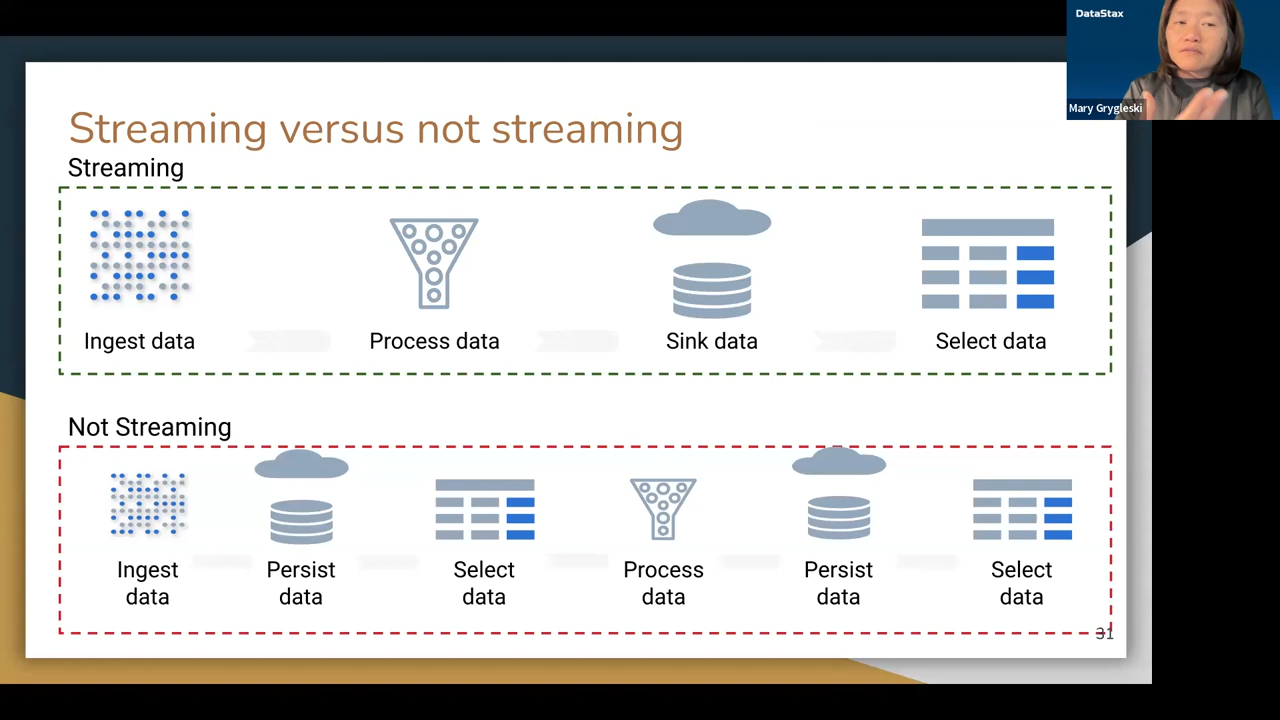 DataStax
Mary Grygleski
Streaming versus not streaming
Streaming
Ingest data
Process data
Sink data
Select data
Not Streaming
Ingest
data
Persist
data
Select
data
Process
data
Persist
data
Select
data
31